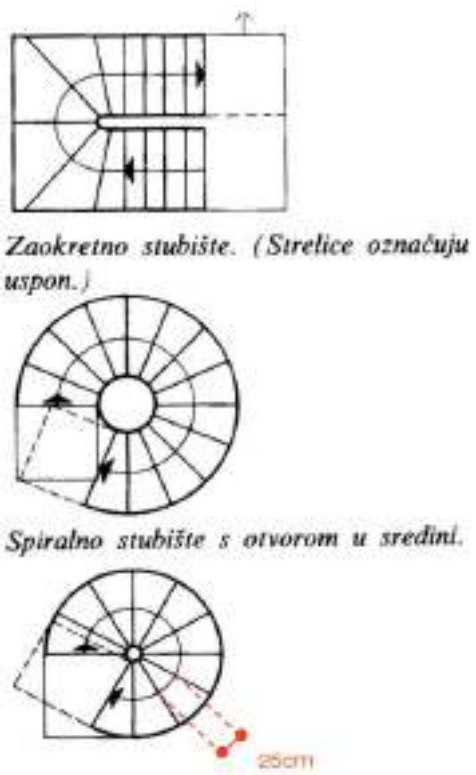 Zaokretno stubište. (Strelice označuju
uspon.)
Spiralno stubište s otvorom u sredini.
25cm